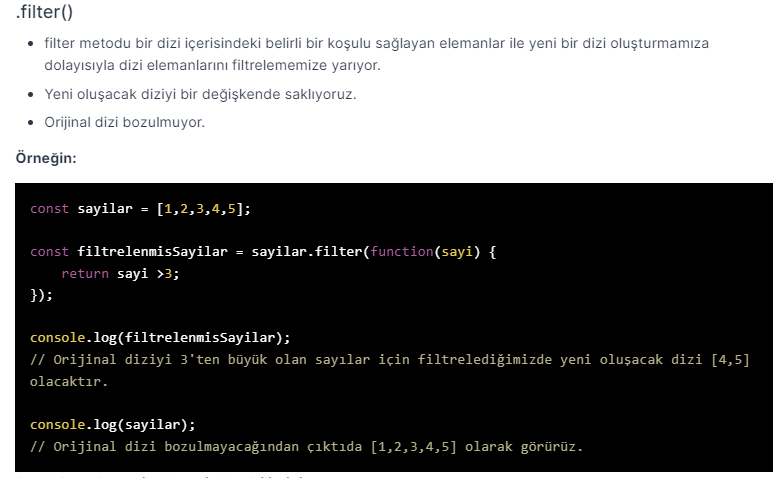 .filter()
filter metodu bir dizi içerisindeki belirli bir koşulu sağlayan elemanlar ile yeni bir dizi oluşturmamıza
dolayısıyla dizi elemanlarını filtrelememize yarıyor.
Yeni oluşacak diziyi bir değişkende saklıyoruz.
Orijinal dizi bozulmuyor.
Örneğin:
const sayilar = [1,2,3,4,5];
const filtrelenmisSayilar = sayilar.filter(function(sayi) {
return sayi >3;
});
console.log(filtrelenmisSayilar);
// Orijinal diziyi 3'ten büyük olan sayılar için filtrelediğimizde yeni oluşacak dizi [4,5]
olacaktır.
console.log(sayilar);
// Orijinal dizi bozulmayacağından çıktıda [1,2,3,4,5] olarak görürüz.